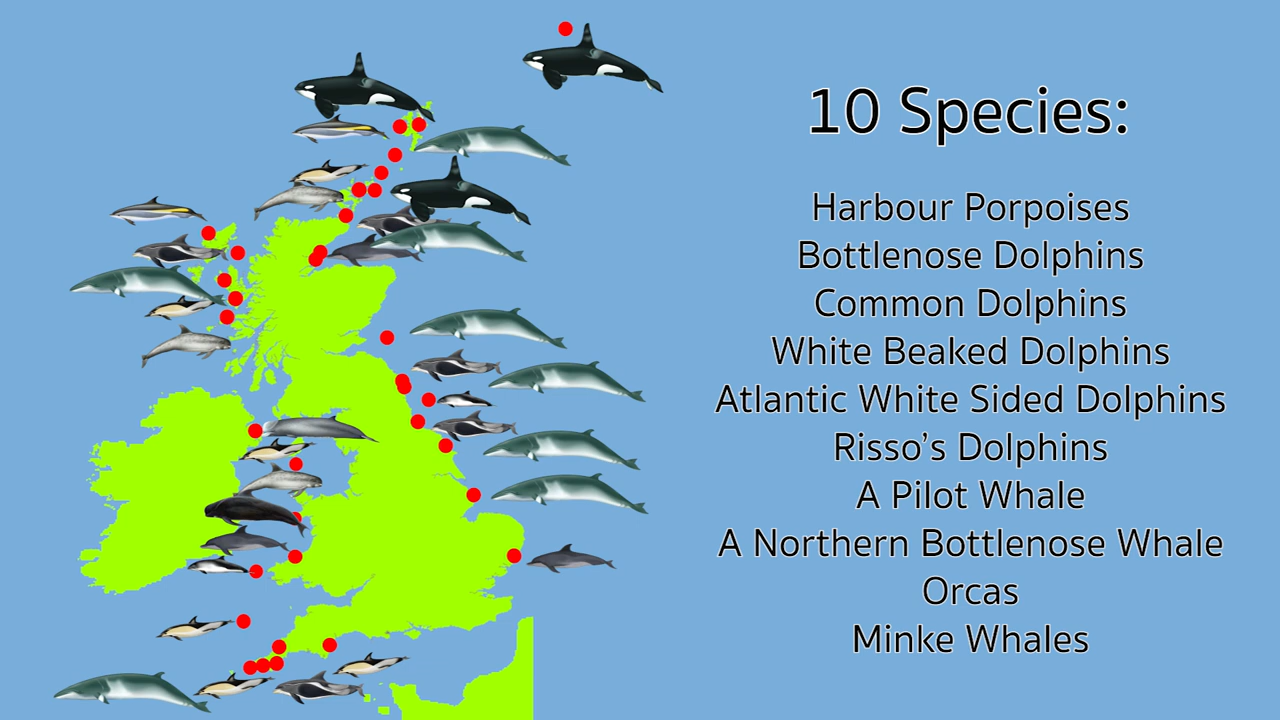 10 Species:
Harbour Porpoises
Bottlenose Dolphins
Common Dolphins
White Beaked Dolphins
Atlantic White Sided Dolphins
Risso’s Dolphins
A Pilot Whale
A Northern Bottlenose Whale
Orcas
Minke Whales